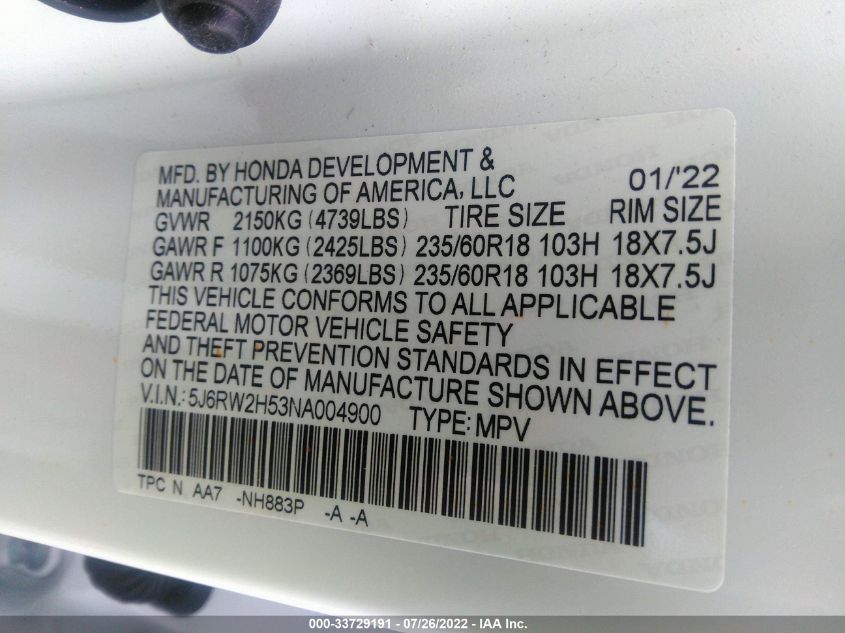 MFD. BY HONDA DEVELOPMENT &
MANUFACTURING OF AMERICA, LLC 01/'22
GVWR 2150KG (4739LBS) TIRE SIZE RIM SIZE
GAWR F 1100KG (2425LBS) 235/60R18 103H 18X7.5J
GAWR R 1075KG (2369LBS) 235/60R18 103H 18X7.5J
THIS VEHICLE CONFORMS TO ALL APPLICABLE
FEDERAL MOTOR VEHICLE SAFETY
AND THEFT PREVENTION STANDARDS IN EFFECT
ON THE DATE OF MANUFACTURE SHOWN ABOVE.
V.I.N.: 5J6RW2H53NA004900 TYPE: MPV
TPC N AA7 -NH883P -A -A
000-33729191 - 07/26/2022 - © IAA Inc.